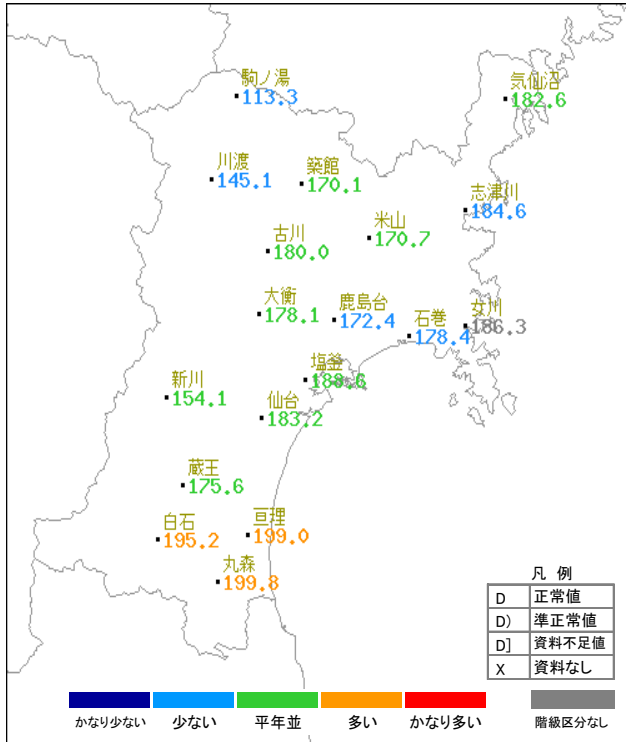 駒ノ湯
113.3
気仙沼
182.6
川渡
145.1
築館
170.1
志津川
184.6
米山
170.7
古川
180.0
大衡
178.1
鹿島台
172.4
石巻
178.4
女川
186.3
塩釜
新川
154.1
仙台
183.2
蔵王
175.6
白石
195.2
亘理
199.0
丸森
199.8
凡 例
D 正常値
D) 準正常値
D] 資料不足値
X 資料なし
かなり少ない 少ない 平年並 多い かなり多い 階級区分なし